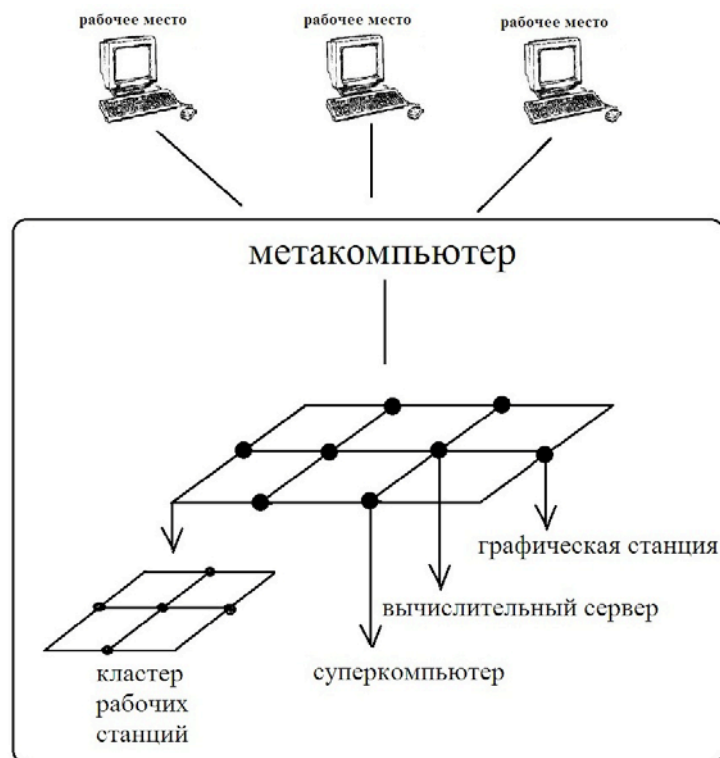 рабочее место
рабочее место
рабочее место
метакомпьютер
графическая станция
вычислительный сервер
суперкомпьютер
кластер
рабочих
станций